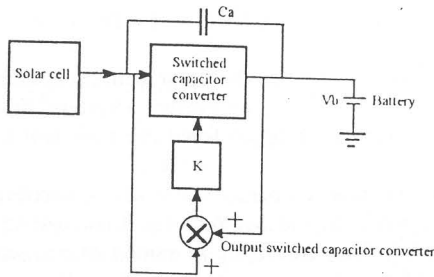 Ca
Solar cell
Switched
capacitor
converter
Vb
Battery
K
+
Output switched capacitor converter
+